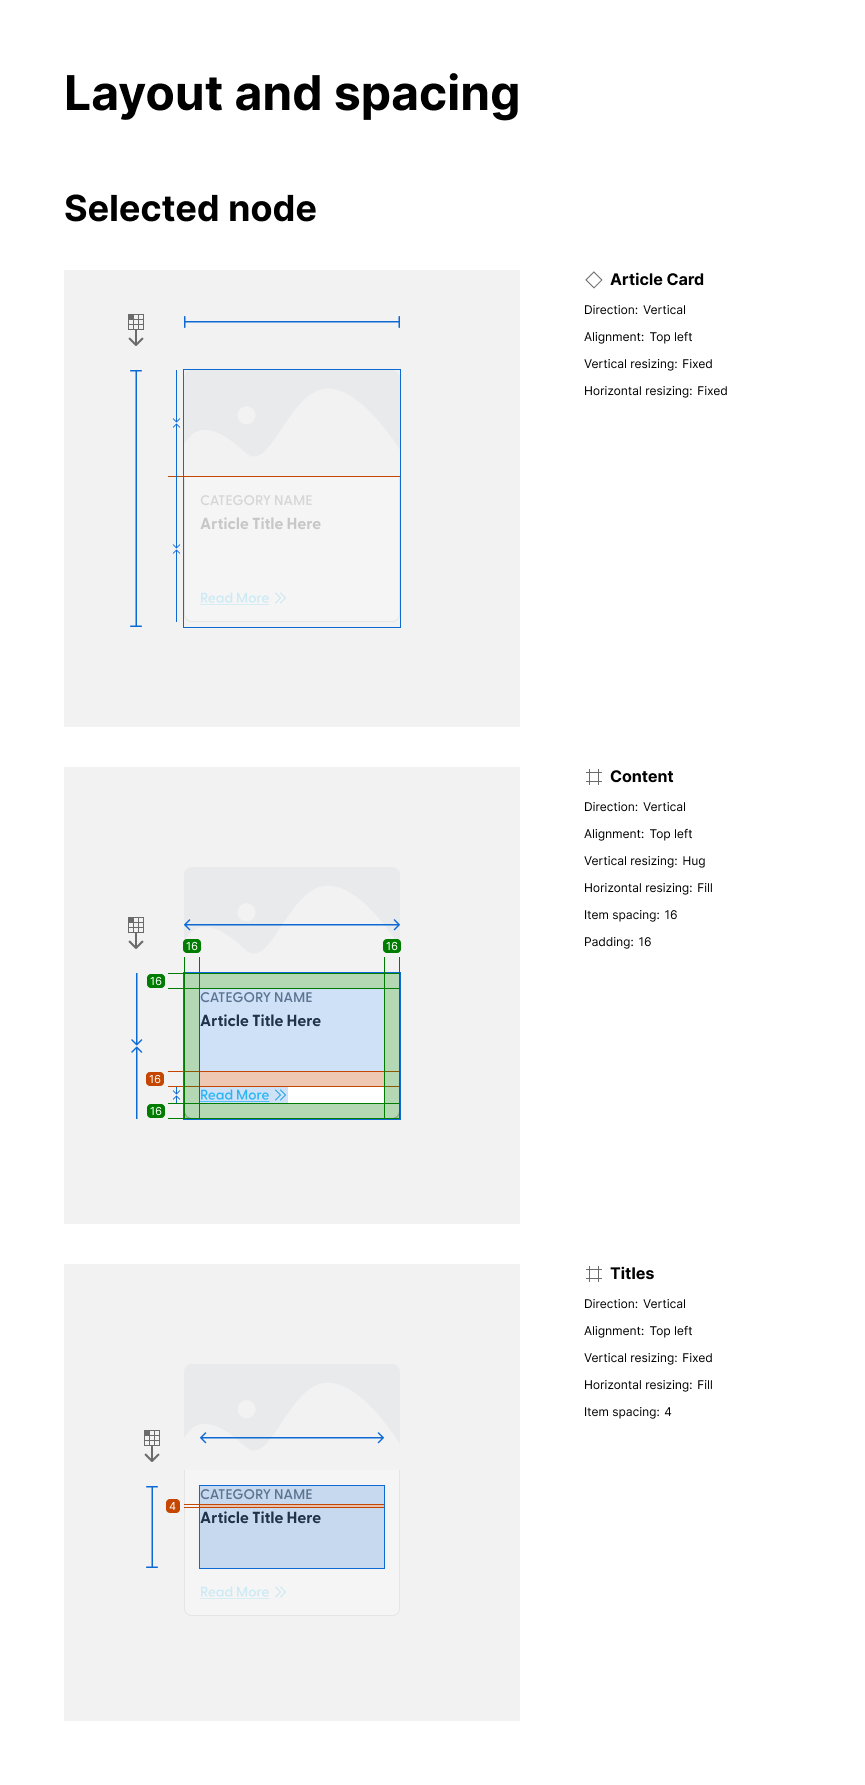 Layout and spacing
Selected node
Article Card
Direction: Vertical
Alignment: Top left
Vertical resizing: Fixed
Horizontal resizing: Fixed
CATEGORY NAME
Article Title Here
Read More
Content
Direction: Vertical
Alignment: Top left
Vertical resizing: Hug
Horizontal resizing: Fill
Item spacing: 16
Padding: 16
16 16
16
CATEGORY NAME
Article Title Here
16
Read More
16
Titles
Direction: Vertical
Alignment: Top left
Vertical resizing: Fixed
Horizontal resizing: Fill
Item spacing: 4
CATEGORY NAME
4
Article Title Here
Read More